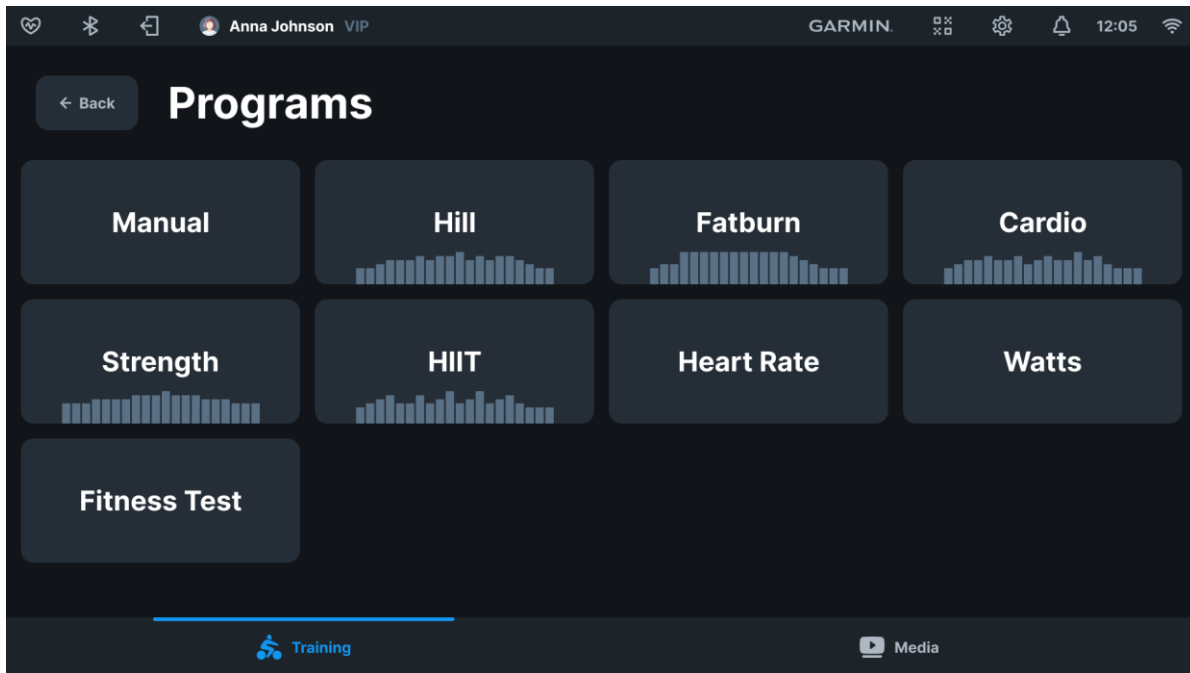 Anna Johnson VIP GARMIN. 12:05
← Back Programs
Manual Hill Fatburn Cardio
Strength HIIT Heart Rate Watts
Fitness Test
Training Media